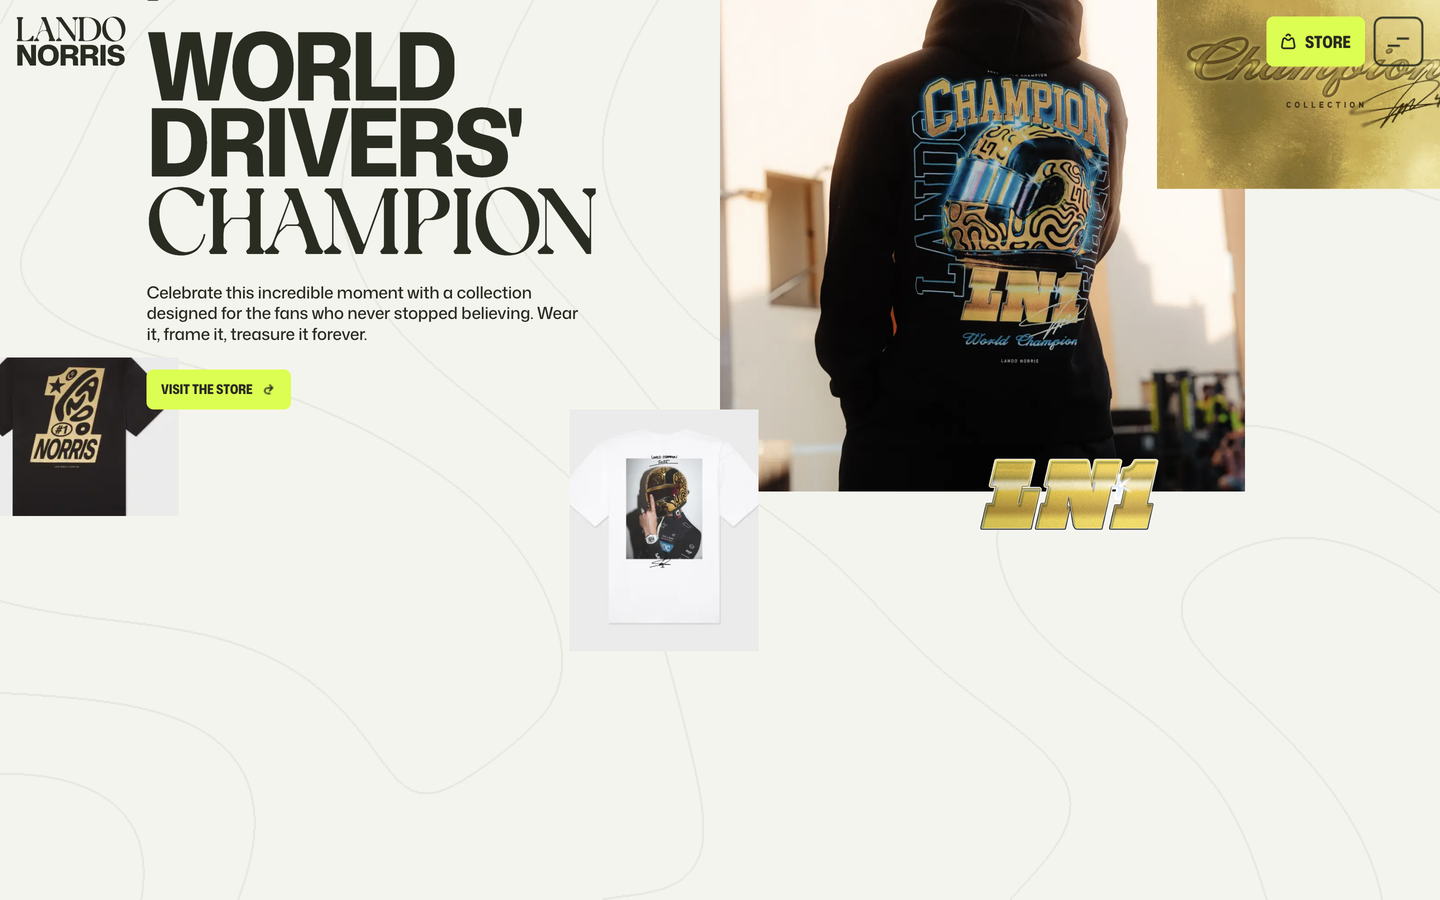 LANDO
NORRIS
WORLD
DRIVERS'
CHAMPION
Celebrate this incredible moment with a collection
designed for the fans who never stopped believing. Wear
it, frame it, treasure it forever.
VISIT THE STORE
STORE
Champion
COLLECTION
CHAMPION
LANDO
LN1
World Champion
LANDO NORRIS
LANDO
#1
NORRIS
LN1